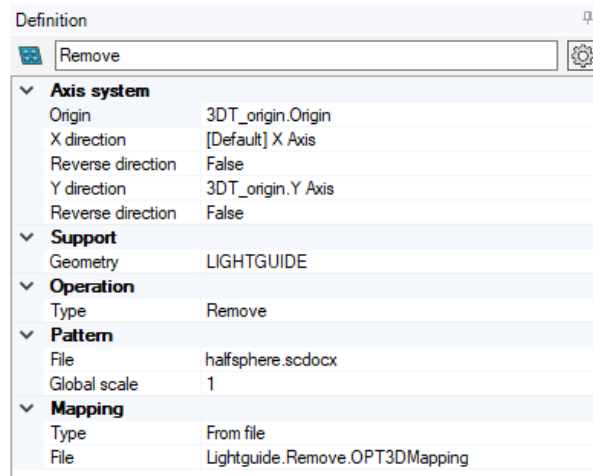 Definition
Remove
Axis system
Origin 3DT_origin.Origin
X direction [Default] X Axis
Reverse direction False
Y direction 3DT_origin.Y Axis
Reverse direction False
Support
Geometry LIGHTGUIDE
Operation
Type Remove
Pattern
File halfsphere.scdocx
Global scale 1
Mapping
Type From file
File Lightguide.Remove.OPT3DMapping